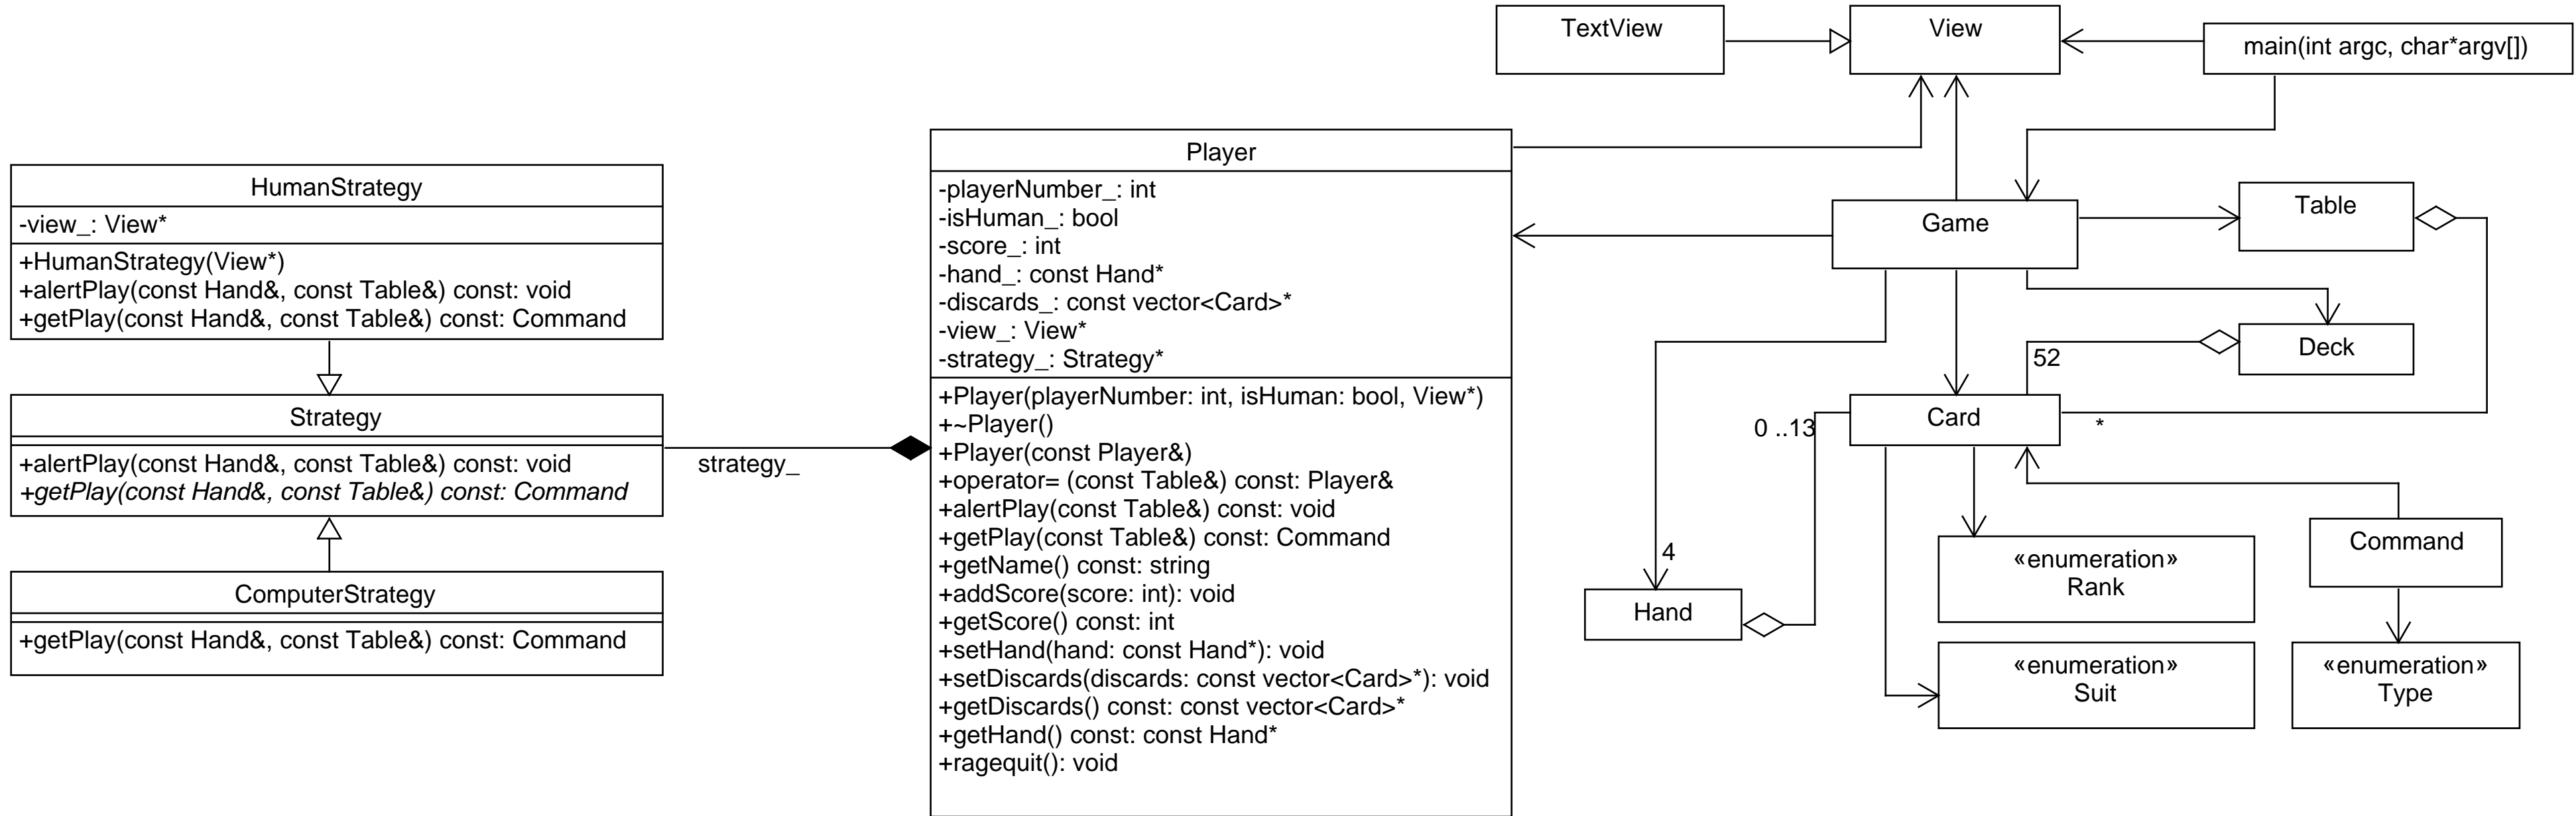 TextView
View
main(int argc, char*argv[])
HumanStrategy
-view_: View*
+HumanStrategy(View*)
+alertPlay(const Hand&, const Table&) const: void
+getPlay(const Hand&, const Table&) const: Command
Strategy
+alertPlay(const Hand&, const Table&) const: void
+getPlay(const Hand&, const Table&) const: Command
ComputerStrategy
+getPlay(const Hand&, const Table&) const: Command
strategy_
Player
-playerNumber_: int
-isHuman_: bool
-score_: int
-hand_: const Hand*
-discards_: const vector<Card>*
-view_: View*
-strategy_: Strategy*
+Player(playerNumber: int, isHuman: bool, View*)
+~Player()
+Player(const Player&)
+operator= (const Table&) const: Player&
+alertPlay(const Table&) const: void
+getPlay(const Table&) const: Command
+getName() const: string
+addScore(score: int): void
+getScore() const: int
+setHand(hand: const Hand*): void
+setDiscards(discards: const vector<Card>*): void
+getDiscards() const: const vector<Card>*
+getHand() const: const Hand*
+ragequit(): void
Game
Table
Deck
52
Card
0 ..13
*
4
Hand
«enumeration»
Rank
«enumeration»
Suit
Command
«enumeration»
Type